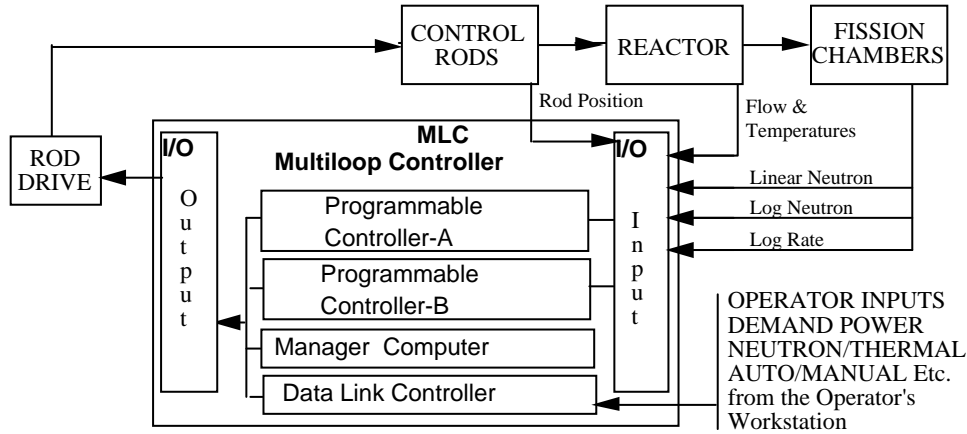 CONTROL
RODS
REACTOR
FISSION
CHAMBERS
Rod Position
Flow &
Temperatures
ROD
DRIVE
I/O
Output
MLC
Multiloop Controller
I/O
Input
Programmable
Controller-A
Programmable
Controller-B
Manager Computer
Data Link Controller
Linear Neutron
Log Neutron
Log Rate
OPERATOR INPUTS
DEMAND POWER
NEUTRON/THERMAL
AUTO/MANUAL Etc.
from the Operator's
Workstation